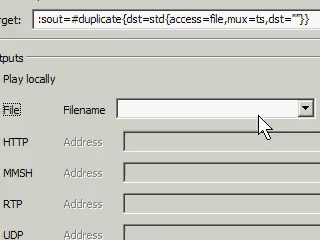 rget: :sout=#duplicate{dst=std{access=file,mux=ts,dst=""}}
tputs
Play locally
File Filename
HTTP Address
MMSH Address
RTP Address
UDP Address